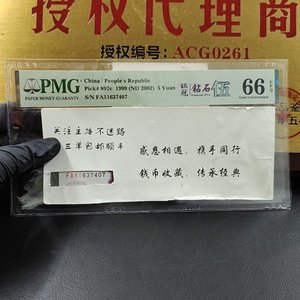 授权代理商
授权编号：ACG0261
PMG
PAPER MONEY GUARANTY
China / People's Republic
Pick# 897c 1999 (ND 2002) 5 Yuan
S/N FA51637407
钻石
伍
66 EPQ
Gem Uncirculated
关注主播不迷路
三单包邮顺丰
感恩相遇，携手同行
钱币收藏，传承经典
FA51637407